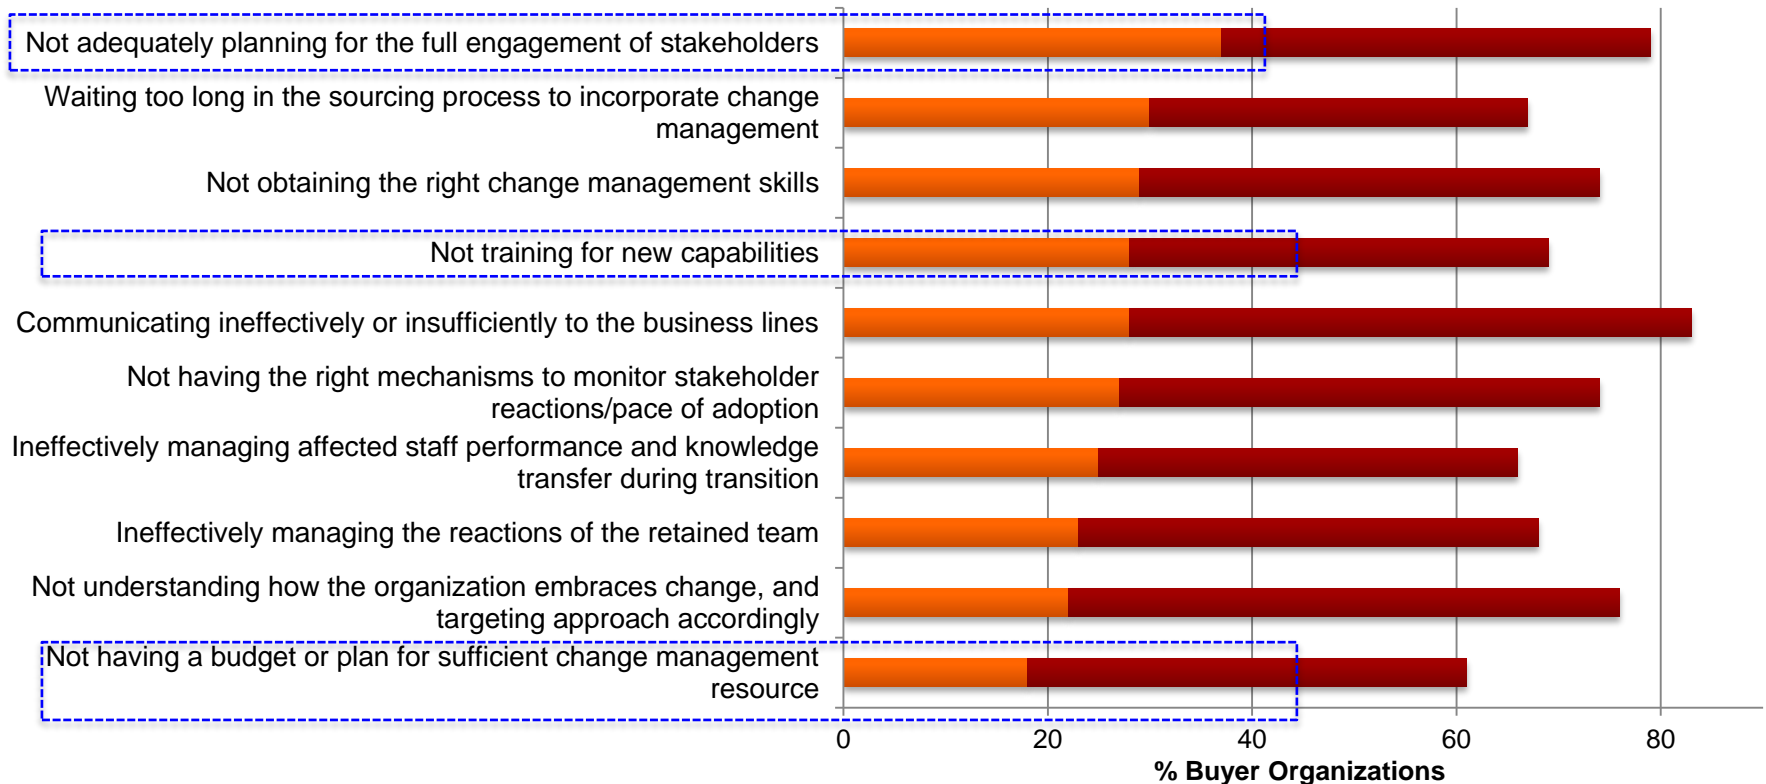 Not adequately planning for the full engagement of stakeholders
Waiting too long in the sourcing process to incorporate change
management
Not obtaining the right change management skills
Not training for new capabilities
Communicating ineffectively or insufficiently to the business lines
Not having the right mechanisms to monitor stakeholder
reactions/pace of adoption
Ineffectively managing affected staff performance and knowledge
transfer during transition
Ineffectively managing the reactions of the retained team
Not understanding how the organization embraces change, and
targeting approach accordingly
Not having a budget or plan for sufficient change management
resource
0 20 40 60 80
% Buyer Organizations